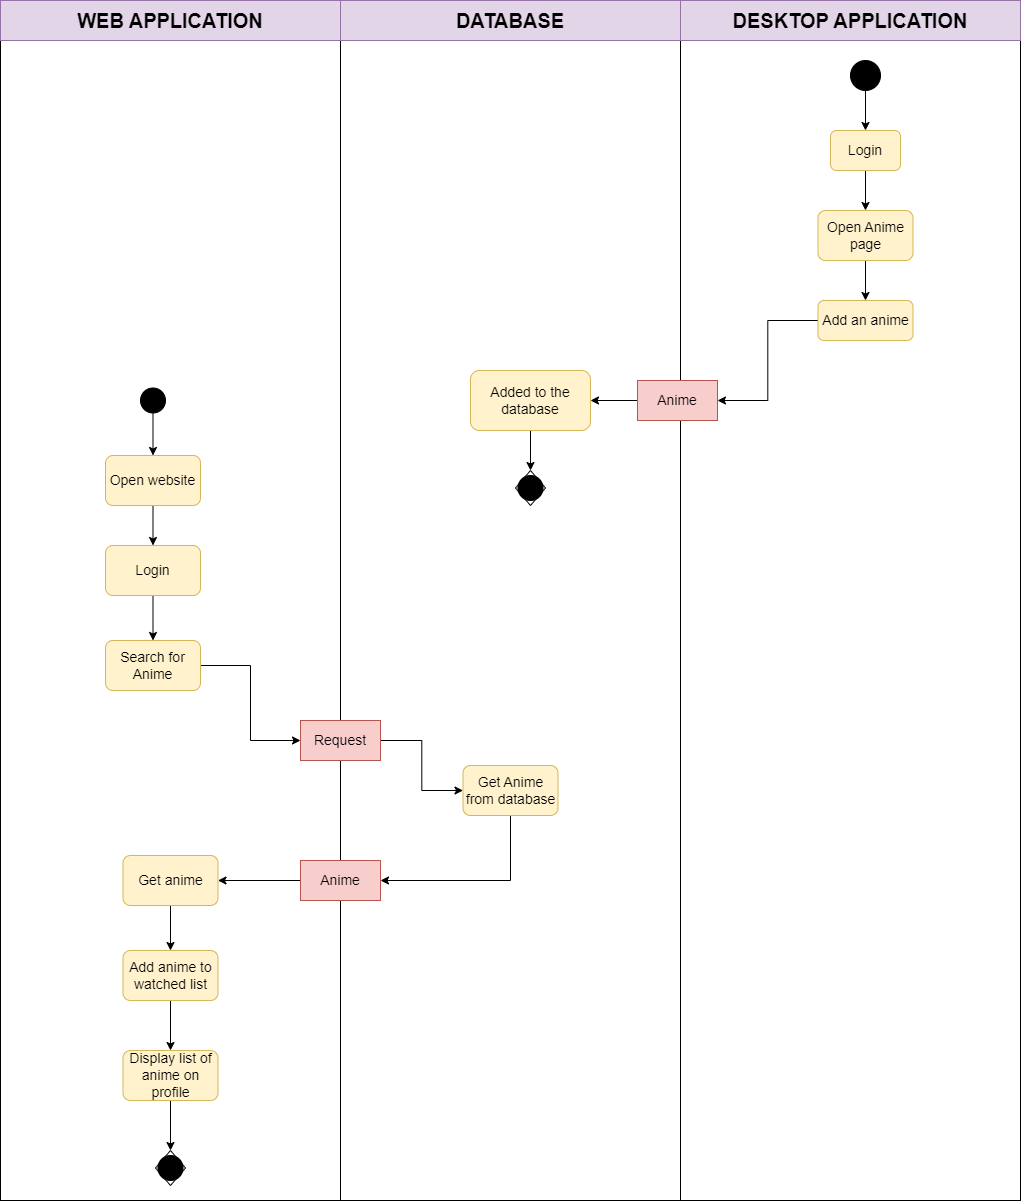 WEB APPLICATION
DATABASE
DESKTOP APPLICATION
Login
Open Anime
page
Add an anime
Anime
Added to the
database
Open website
Login
Search for
Anime
Request
Get Anime
from database
Anime
Get anime
Add anime to
watched list
Display list of
anime on
profile